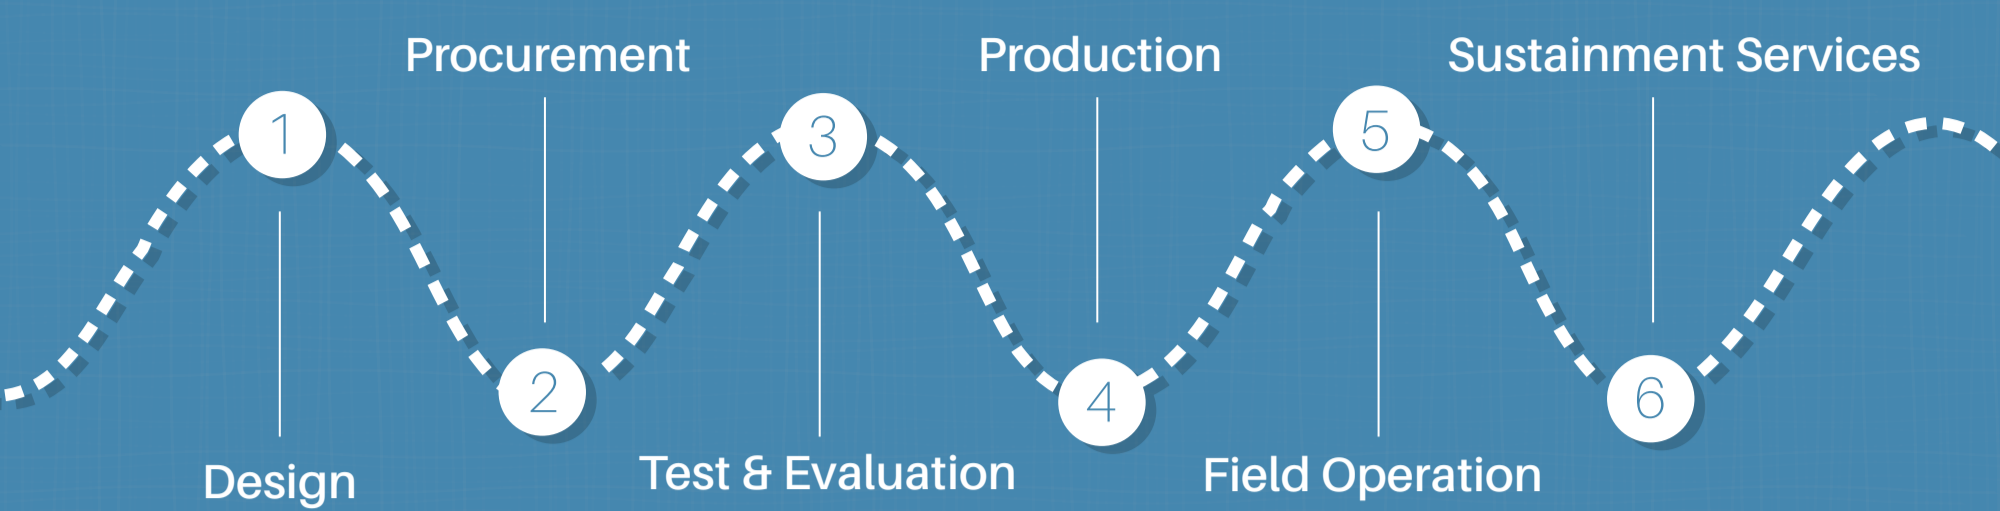 Procurement
Production
Sustainment Services
1
3
5
2
4
6
Design
Test & Evaluation
Field Operation